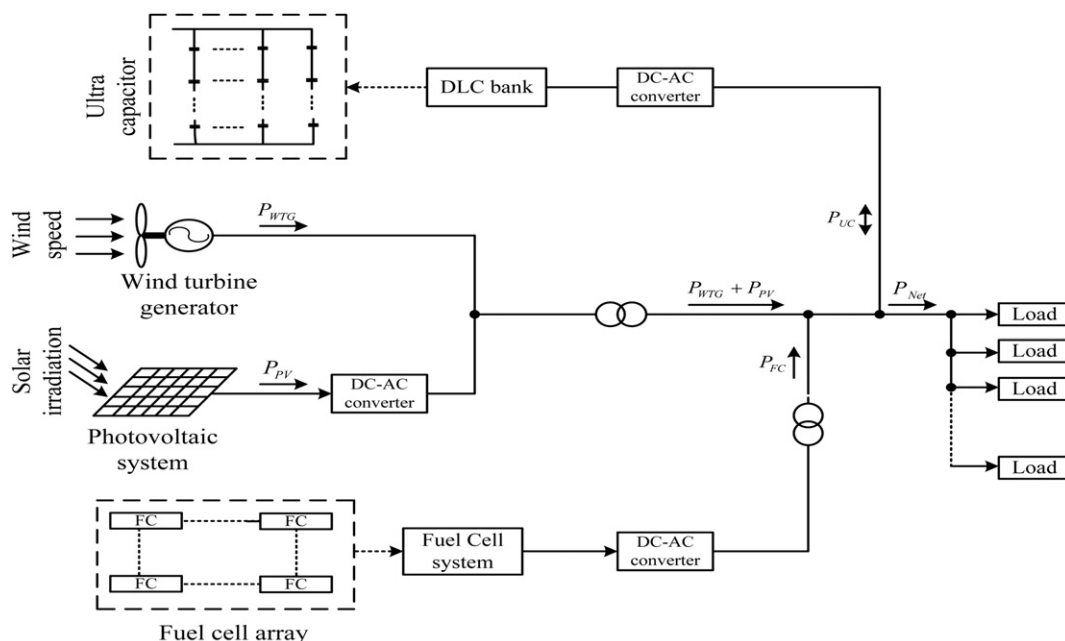 Ultra
capacitor
DLC bank
DC-AC
converter
Wind
speed
P_WTG
Wind turbine
generator
P_UC
P_WTG + P_PV
P_Net
Load
Load
Load
Load
Solar
irradiation
P_PV
DC-AC
converter
Photovoltaic
system
P_FC
FC
FC
FC
FC
Fuel Cell
system
DC-AC
converter
Fuel cell array